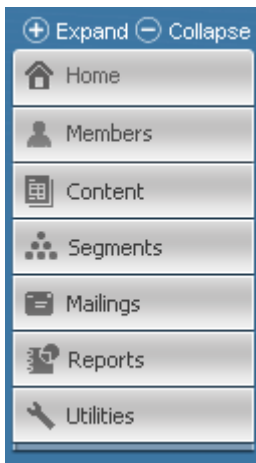 Expand Collapse
Home
Members
Content
Segments
Mailings
Reports
Utilities